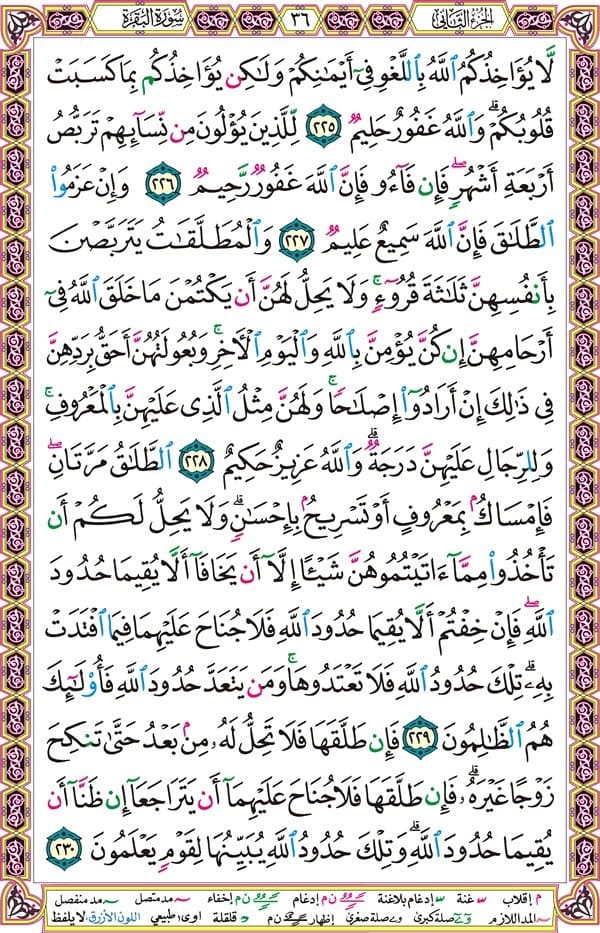 الجزء الثاني
٣٦
سورة البقرة
لَّا يُؤَاخِذُكُمُ ٱللَّهُ بِٱللَّغْوِ فِىٓ أَيْمَٰنِكُمْ وَلَٰكِن يُؤَاخِذُكُم بِمَا كَسَبَتْ
قُلُوبُكُمْ ۗ وَٱللَّهُ غَفُورٌ حَلِيمٌ ٢٢٥ لِّلَّذِينَ يُؤْلُونَ مِن نِّسَآئِهِمْ تَرَبُّصُ
أَرْبَعَةِ أَشْهُرٍ ۖ فَإِن فَآءُو فَإِنَّ ٱللَّهَ غَفُورٌ رَّحِيمٌ ٢٢٦ وَإِنْ عَزَمُوا۟
ٱلطَّلَٰقَ فَإِنَّ ٱللَّهَ سَمِيعٌ عَلِيمٌ ٢٢٧ وَٱلْمُطَلَّقَٰتُ يَتَرَبَّصْنَ
بِأَنفُسِهِنَّ ثَلَٰثَةَ قُرُوٓءٍ ۚ وَلَا يَحِلُّ لَهُنَّ أَن يَكْتُمْنَ مَا خَلَقَ ٱللَّهُ فِىٓ
أَرْحَامِهِنَّ إِن كُنَّ يُؤْمِنَّ بِٱللَّهِ وَٱلْيَوْمِ ٱلْءَاخِرِ ۚ وَبُعُولَتُهُنَّ أَحَقُّ بِرَدِّهِنَّ
فِى ذَٰلِكَ إِنْ أَرَادُوٓا۟ إِصْلَٰحًا ۚ وَلَهُنَّ مِثْلُ ٱلَّذِى عَلَيْهِنَّ بِٱلْمَعْرُوفِ ۚ
وَلِلرِّجَالِ عَلَيْهِنَّ دَرَجَةٌ ۗ وَٱللَّهُ عَزِيزٌ حَكِيمٌ ٢٢٨ ٱلطَّلَٰقُ مَرَّتَانِ ۖ
فَإِمْسَاكٌۢ بِمَعْرُوفٍ أَوْ تَسْرِيحٌۢ بِإِحْسَٰنٍ ۗ وَلَا يَحِلُّ لَكُمْ أَن
تَأْخُذُوا۟ مِمَّآ ءَاتَيْتُمُوهُنَّ شَيْـًٔا إِلَّآ أَن يَخَافَآ أَلَّا يُقِيمَا حُدُودَ
ٱللَّهِ ۖ فَإِنْ خِفْتُمْ أَلَّا يُقِيمَا حُدُودَ ٱللَّهِ فَلَا جُنَاحَ عَلَيْهِمَا فِيمَا ٱفْتَدَتْ
بِهِۦ ۗ تِلْكَ حُدُودُ ٱللَّهِ فَلَا تَعْتَدُوهَا ۚ وَمَن يَتَعَدَّ حُدُودَ ٱللَّهِ فَأُو۟لَٰٓئِكَ
هُمُ ٱلظَّٰلِمُونَ ٢٢٩ فَإِن طَلَّقَهَا فَلَا تَحِلُّ لَهُۥ مِنۢ بَعْدُ حَتَّىٰ تَنكِحَ
زَوْجًا غَيْرَهُۥ ۗ فَإِن طَلَّقَهَا فَلَا جُنَاحَ عَلَيْهِمَآ أَن يَتَرَاجَعَآ إِن ظَنَّآ أَن
يُقِيمَا حُدُودَ ٱللَّهِ ۗ وَتِلْكَ حُدُودُ ٱللَّهِ يُبَيِّنُهَا لِقَوْمٍ يَعْلَمُونَ ٢٣٠
م إقلاب غنة إدغام بلاغنة ن م إدغام ن م إخفاء مد متصل مد منفصل
المد اللازم صلة كبرى صلة صغرى إظهار ن م قلقلة اوى: طبيعي اللون الأزرق: لا يلفظ